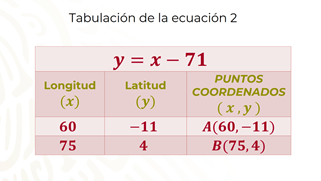 Tabulación de la ecuación 2
y = x − 71
Longitud (x) Latitud (y) PUNTOS COORDENADOS ( x , y )
60 −11 A(60, −11)
75 4 B(75, 4)